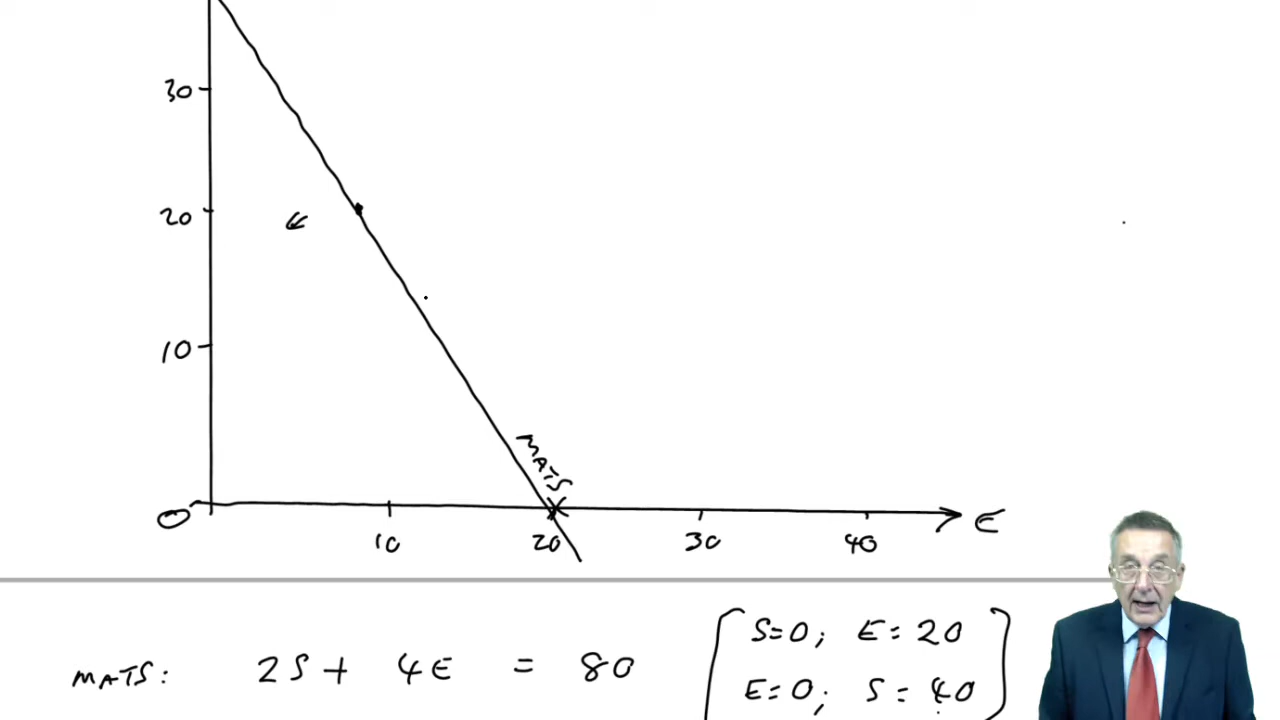 30
20
10
MATS
0
10 20 30 40 E
MATS: 2S + 4E = 80
S=0; E=20
E=0; S=40